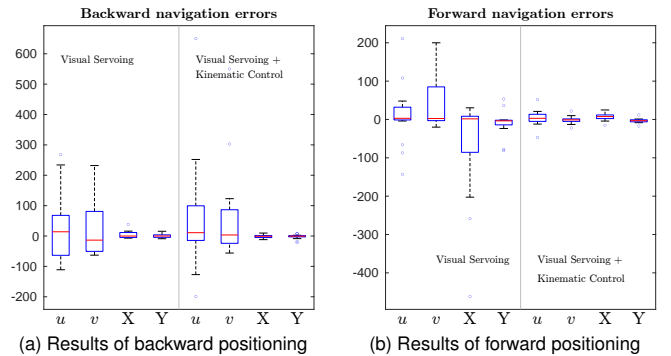 Backward navigation errors
600
500
400
300
200
100
0
-100
-200
Visual Servoing
Visual Servoing +
Kinematic Control
u v X Y u v X Y
(a) Results of backward positioning
Forward navigation errors
200
100
0
-100
-200
-300
-400
Visual Servoing
Visual Servoing +
Kinematic Control
u v X Y u v X Y
(b) Results of forward positioning